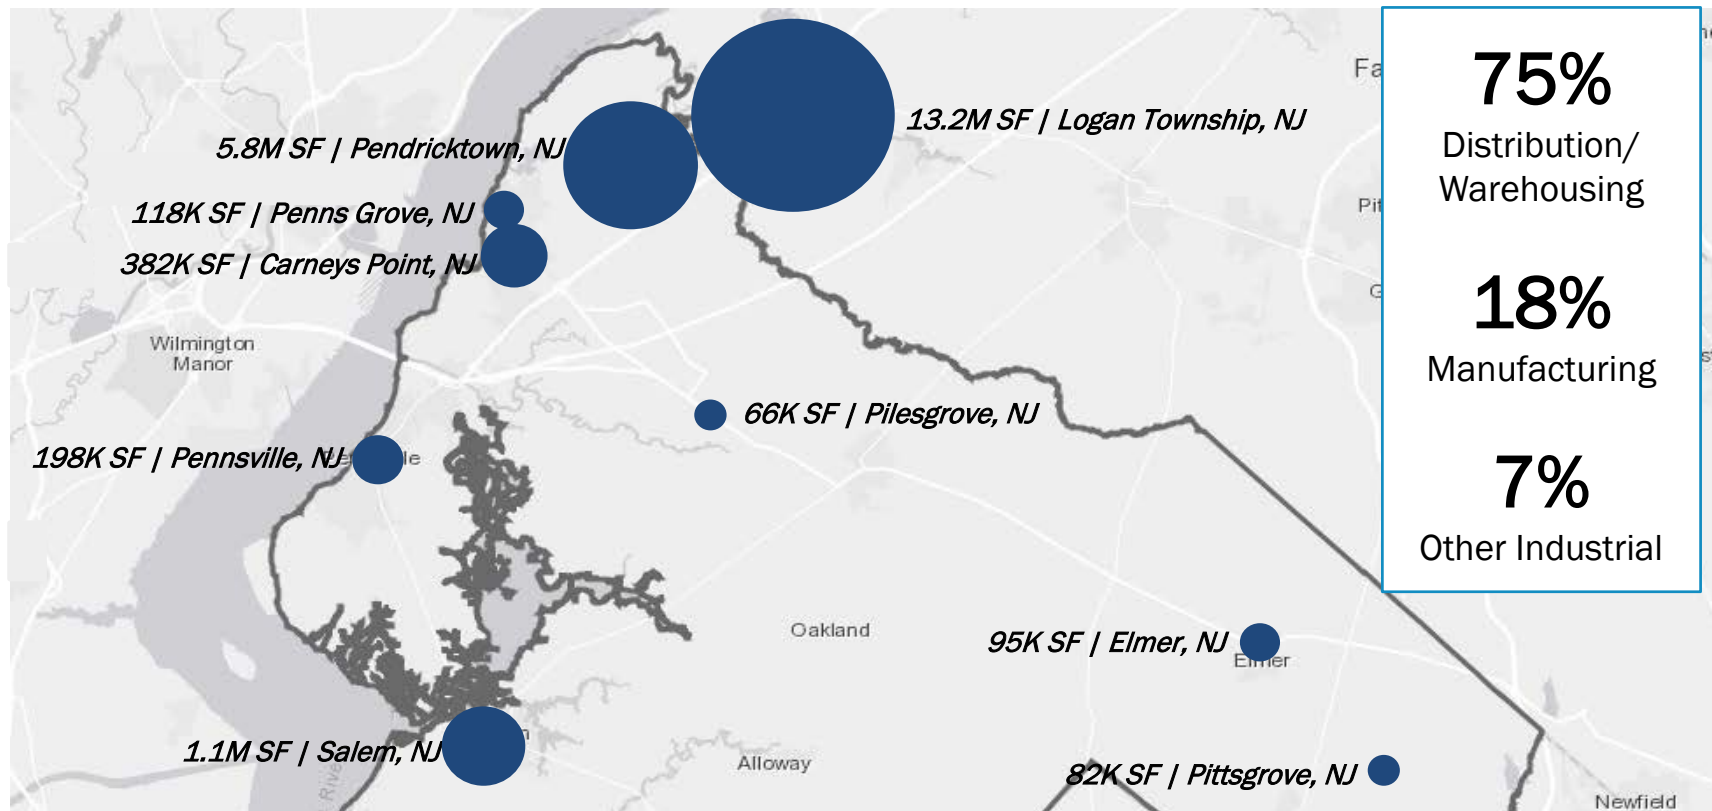 75%
Distribution/
Warehousing
18%
Manufacturing
7%
Other Industrial
13.2M SF | Logan Township, NJ
5.8M SF | Pendricktown, NJ
118K SF | Penns Grove, NJ
382K SF | Carneys Point, NJ
Wilmington
Manor
66K SF | Pilesgrove, NJ
198K SF | Pennsville, NJ
Oakland
95K SF | Elmer, NJ
Elmer
1.1M SF | Salem, NJ
Alloway
82K SF | Pittsgrove, NJ
Newfield